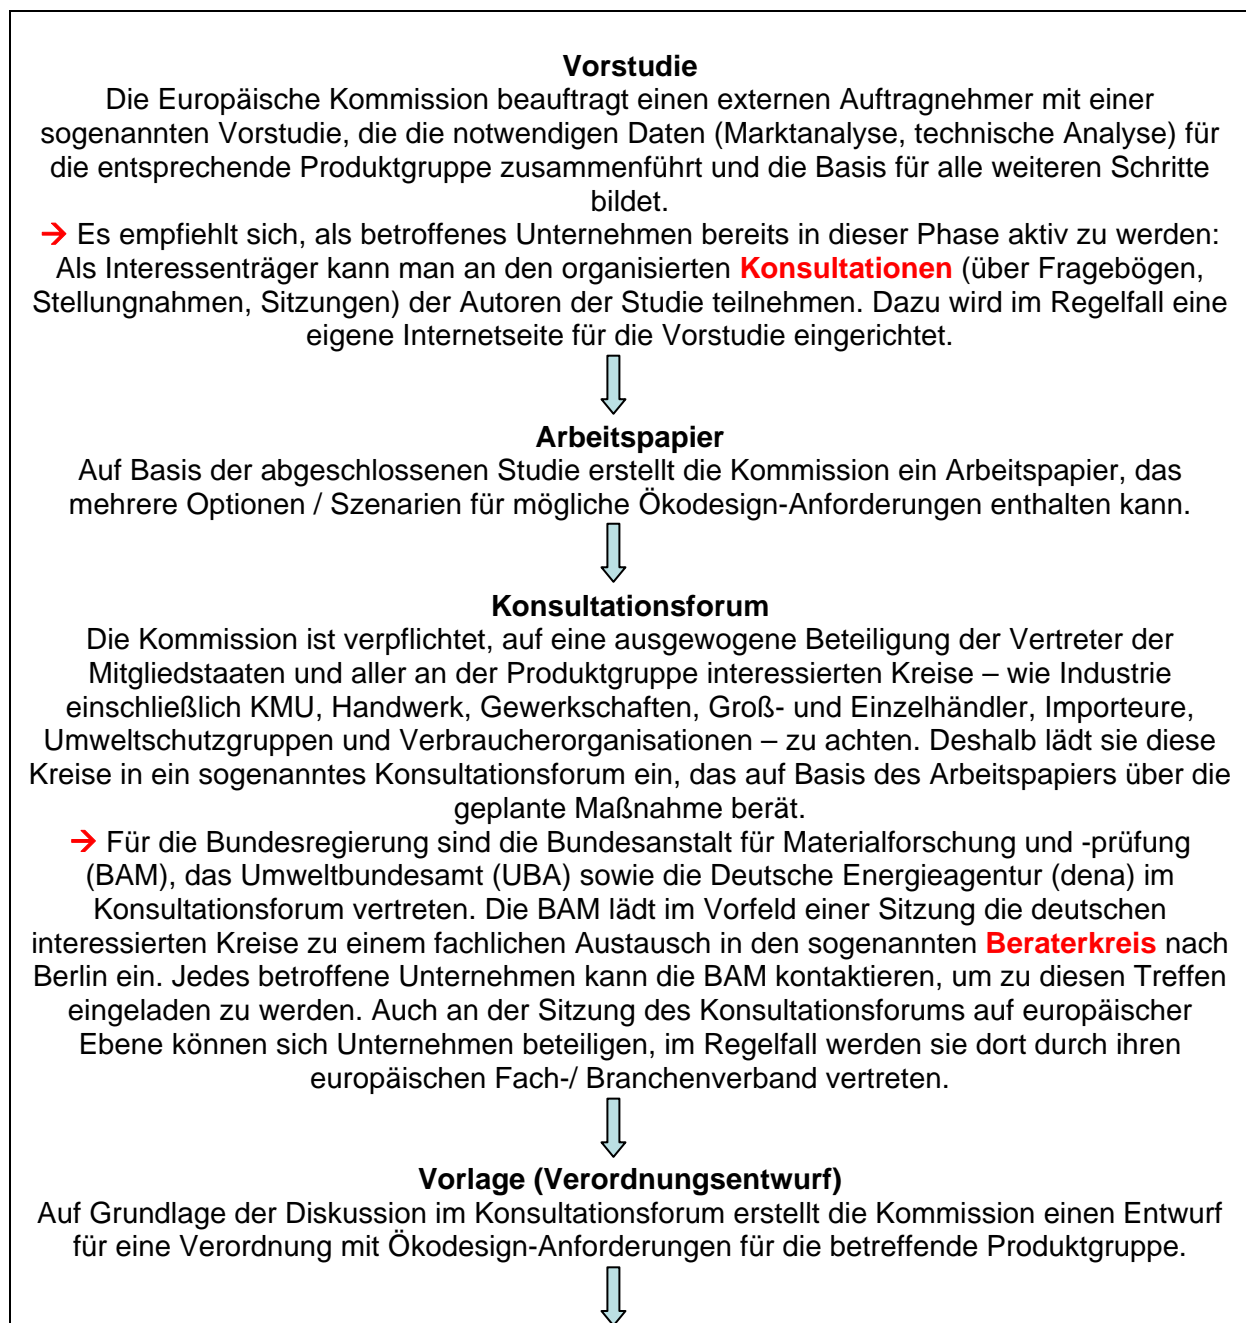 Vorstudie
Die Europäische Kommission beauftragt einen externen Auftragnehmer mit einer
sogenannten Vorstudie, die die notwendigen Daten (Marktanalyse, technische Analyse) für
die entsprechende Produktgruppe zusammenführt und die Basis für alle weiteren Schritte
bildet.
→ Es empfiehlt sich, als betroffenes Unternehmen bereits in dieser Phase aktiv zu werden:
Als Interessenträger kann man an den organisierten Konsultationen (über Fragebögen,
Stellungnahmen, Sitzungen) der Autoren der Studie teilnehmen. Dazu wird im Regelfall eine
eigene Internetseite für die Vorstudie eingerichtet.
Arbeitspapier
Auf Basis der abgeschlossenen Studie erstellt die Kommission ein Arbeitspapier, das
mehrere Optionen / Szenarien für mögliche Ökodesign-Anforderungen enthalten kann.
Konsultationsforum
Die Kommission ist verpflichtet, auf eine ausgewogene Beteiligung der Vertreter der
Mitgliedstaaten und aller an der Produktgruppe interessierten Kreise – wie Industrie
einschließlich KMU, Handwerk, Gewerkschaften, Groß- und Einzelhändler, Importeure,
Umweltschutzgruppen und Verbraucherorganisationen – zu achten. Deshalb lädt sie diese
Kreise in ein sogenanntes Konsultationsforum ein, das auf Basis des Arbeitspapiers über die
geplante Maßnahme berät.
→ Für die Bundesregierung sind die Bundesanstalt für Materialforschung und -prüfung
(BAM), das Umweltbundesamt (UBA) sowie die Deutsche Energieagentur (dena) im
Konsultationsforum vertreten. Die BAM lädt im Vorfeld einer Sitzung die deutschen
interessierten Kreise zu einem fachlichen Austausch in den sogenannten Beraterkreis nach
Berlin ein. Jedes betroffene Unternehmen kann die BAM kontaktieren, um zu diesen Treffen
eingeladen zu werden. Auch an der Sitzung des Konsultationsforums auf europäischer
Ebene können sich Unternehmen beteiligen, im Regelfall werden sie dort durch ihren
europäischen Fach-/ Branchenverband vertreten.
Vorlage (Verordnungsentwurf)
Auf Grundlage der Diskussion im Konsultationsforum erstellt die Kommission einen Entwurf
für eine Verordnung mit Ökodesign-Anforderungen für die betreffende Produktgruppe.